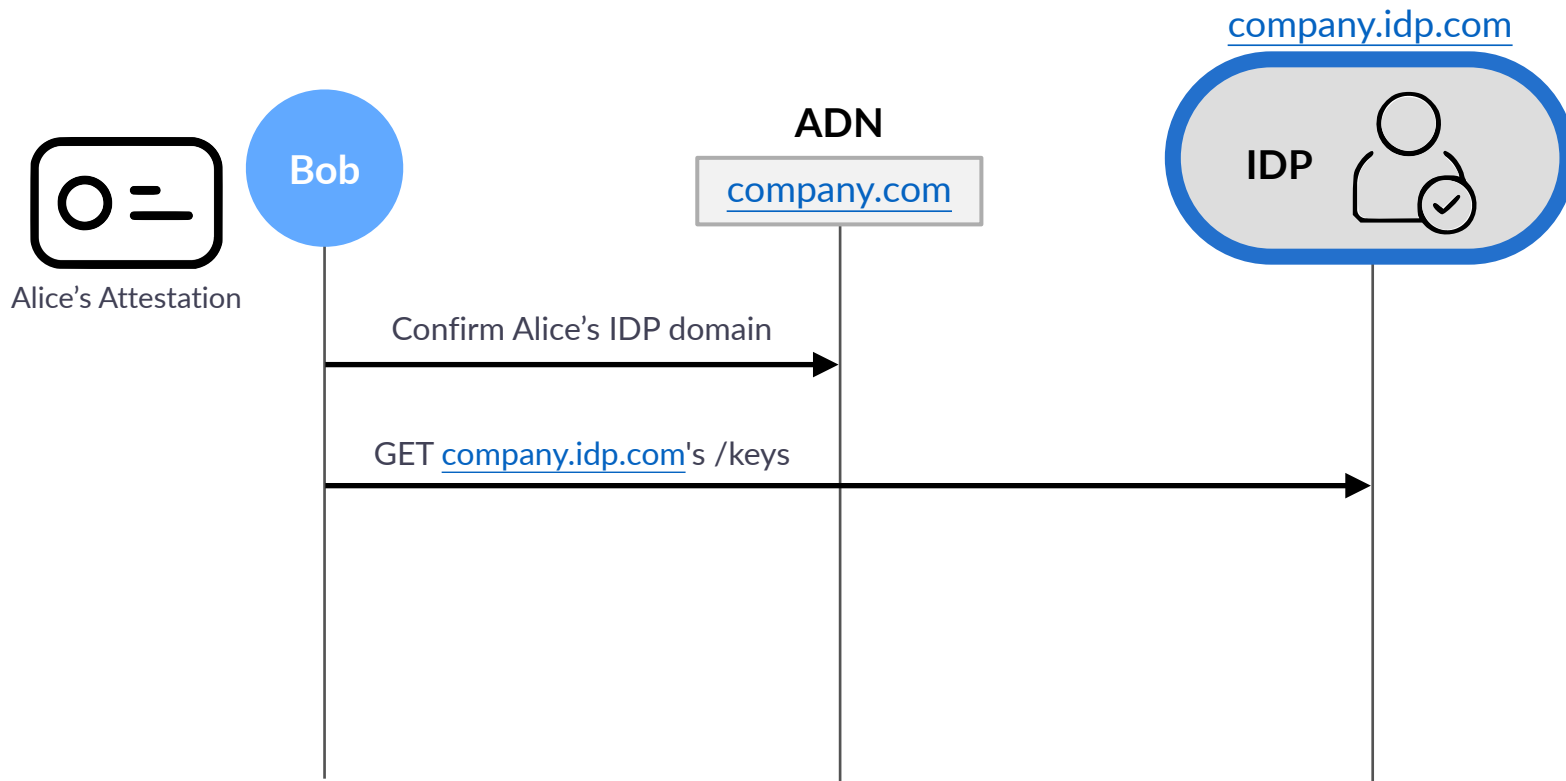 company.idp.com
ADN
Bob
IDP
company.com
Alice’s Attestation
Confirm Alice’s IDP domain
GET company.idp.com's /keys